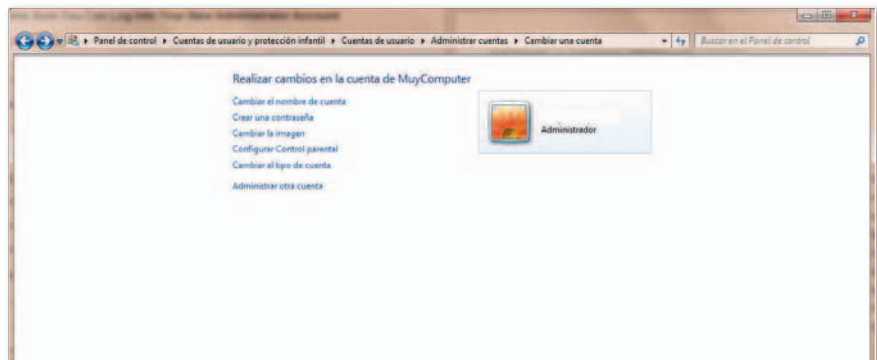 Panel de control ▸ Cuentas de usuario y protección infantil ▸ Cuentas de usuario ▸ Administrar cuentas ▸ Cambiar una cuenta
Buscar en el Panel de control
Realizar cambios en la cuenta de MuyComputer
Cambiar el nombre de cuenta
Crear una contraseña
Cambiar la imagen
Configurar Control parental
Cambiar el tipo de cuenta
Administrar otra cuenta
Administrador